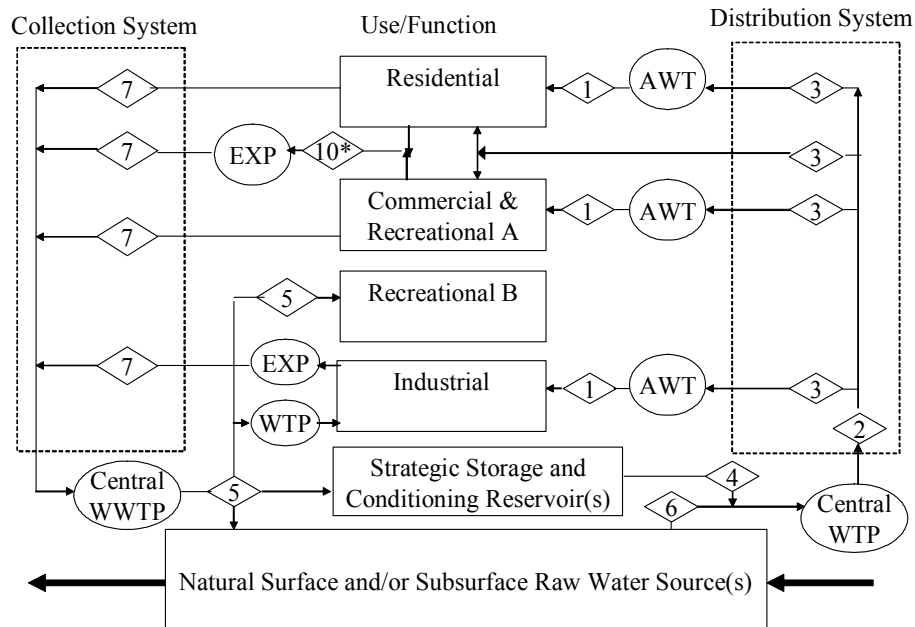 Collection System
Use/Function
Distribution System
Residential
7
1
AWT
3
7
EXP
10*
3
Commercial &
Recreational A
7
1
AWT
3
5
Recreational B
7
EXP
Industrial
1
AWT
3
WTP
2
Central
WWTP
5
Strategic Storage and
Conditioning Reservoir(s)
4
6
Central
WTP
Natural Surface and/or Subsurface Raw Water Source(s)